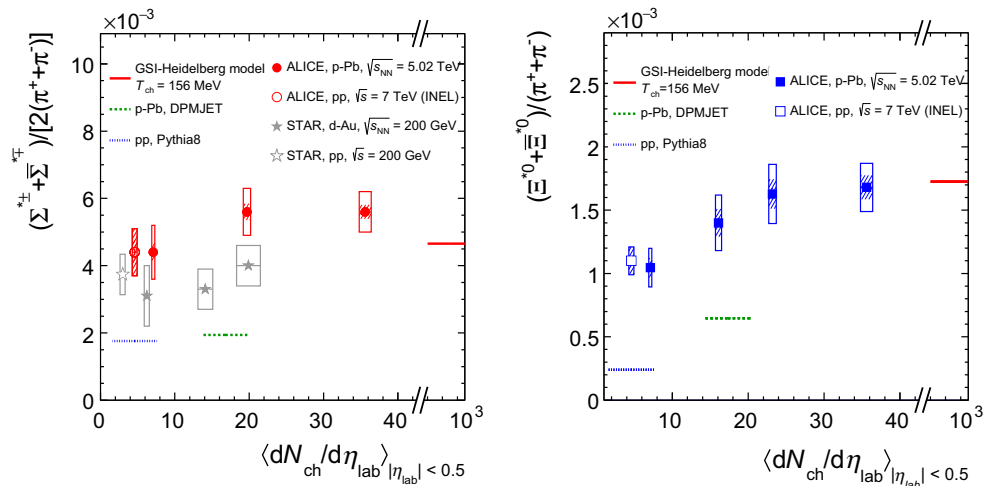 ×10⁻³
(Σ*± + Σ̅*∓)/[2(π⁺+π⁻)]
10
8
6
4
2
0
GSI-Heidelberg model
T_ch = 156 MeV
p-Pb, DPMJET
pp, Pythia8
ALICE, p-Pb, √s_NN = 5.02 TeV
ALICE, pp, √s = 7 TeV (INEL)
STAR, d-Au, √s_NN = 200 GeV
STAR, pp, √s = 200 GeV
0 10 20 30 40 10³
⟨dN_ch/dη_lab⟩|η_lab| < 0.5
×10⁻³
(Ξ*⁰+Ξ̅*⁰)/(π⁺+π⁻)
2.5
2
1.5
1
0.5
0
GSI-Heidelberg model
T_ch=156 MeV
p-Pb, DPMJET
pp, Pythia8
ALICE, p-Pb, √s_NN = 5.02 TeV
ALICE, pp, √s = 7 TeV (INEL)
10 20 30 40 10³
⟨dN_ch/dη_lab⟩|η_lab| < 0.5